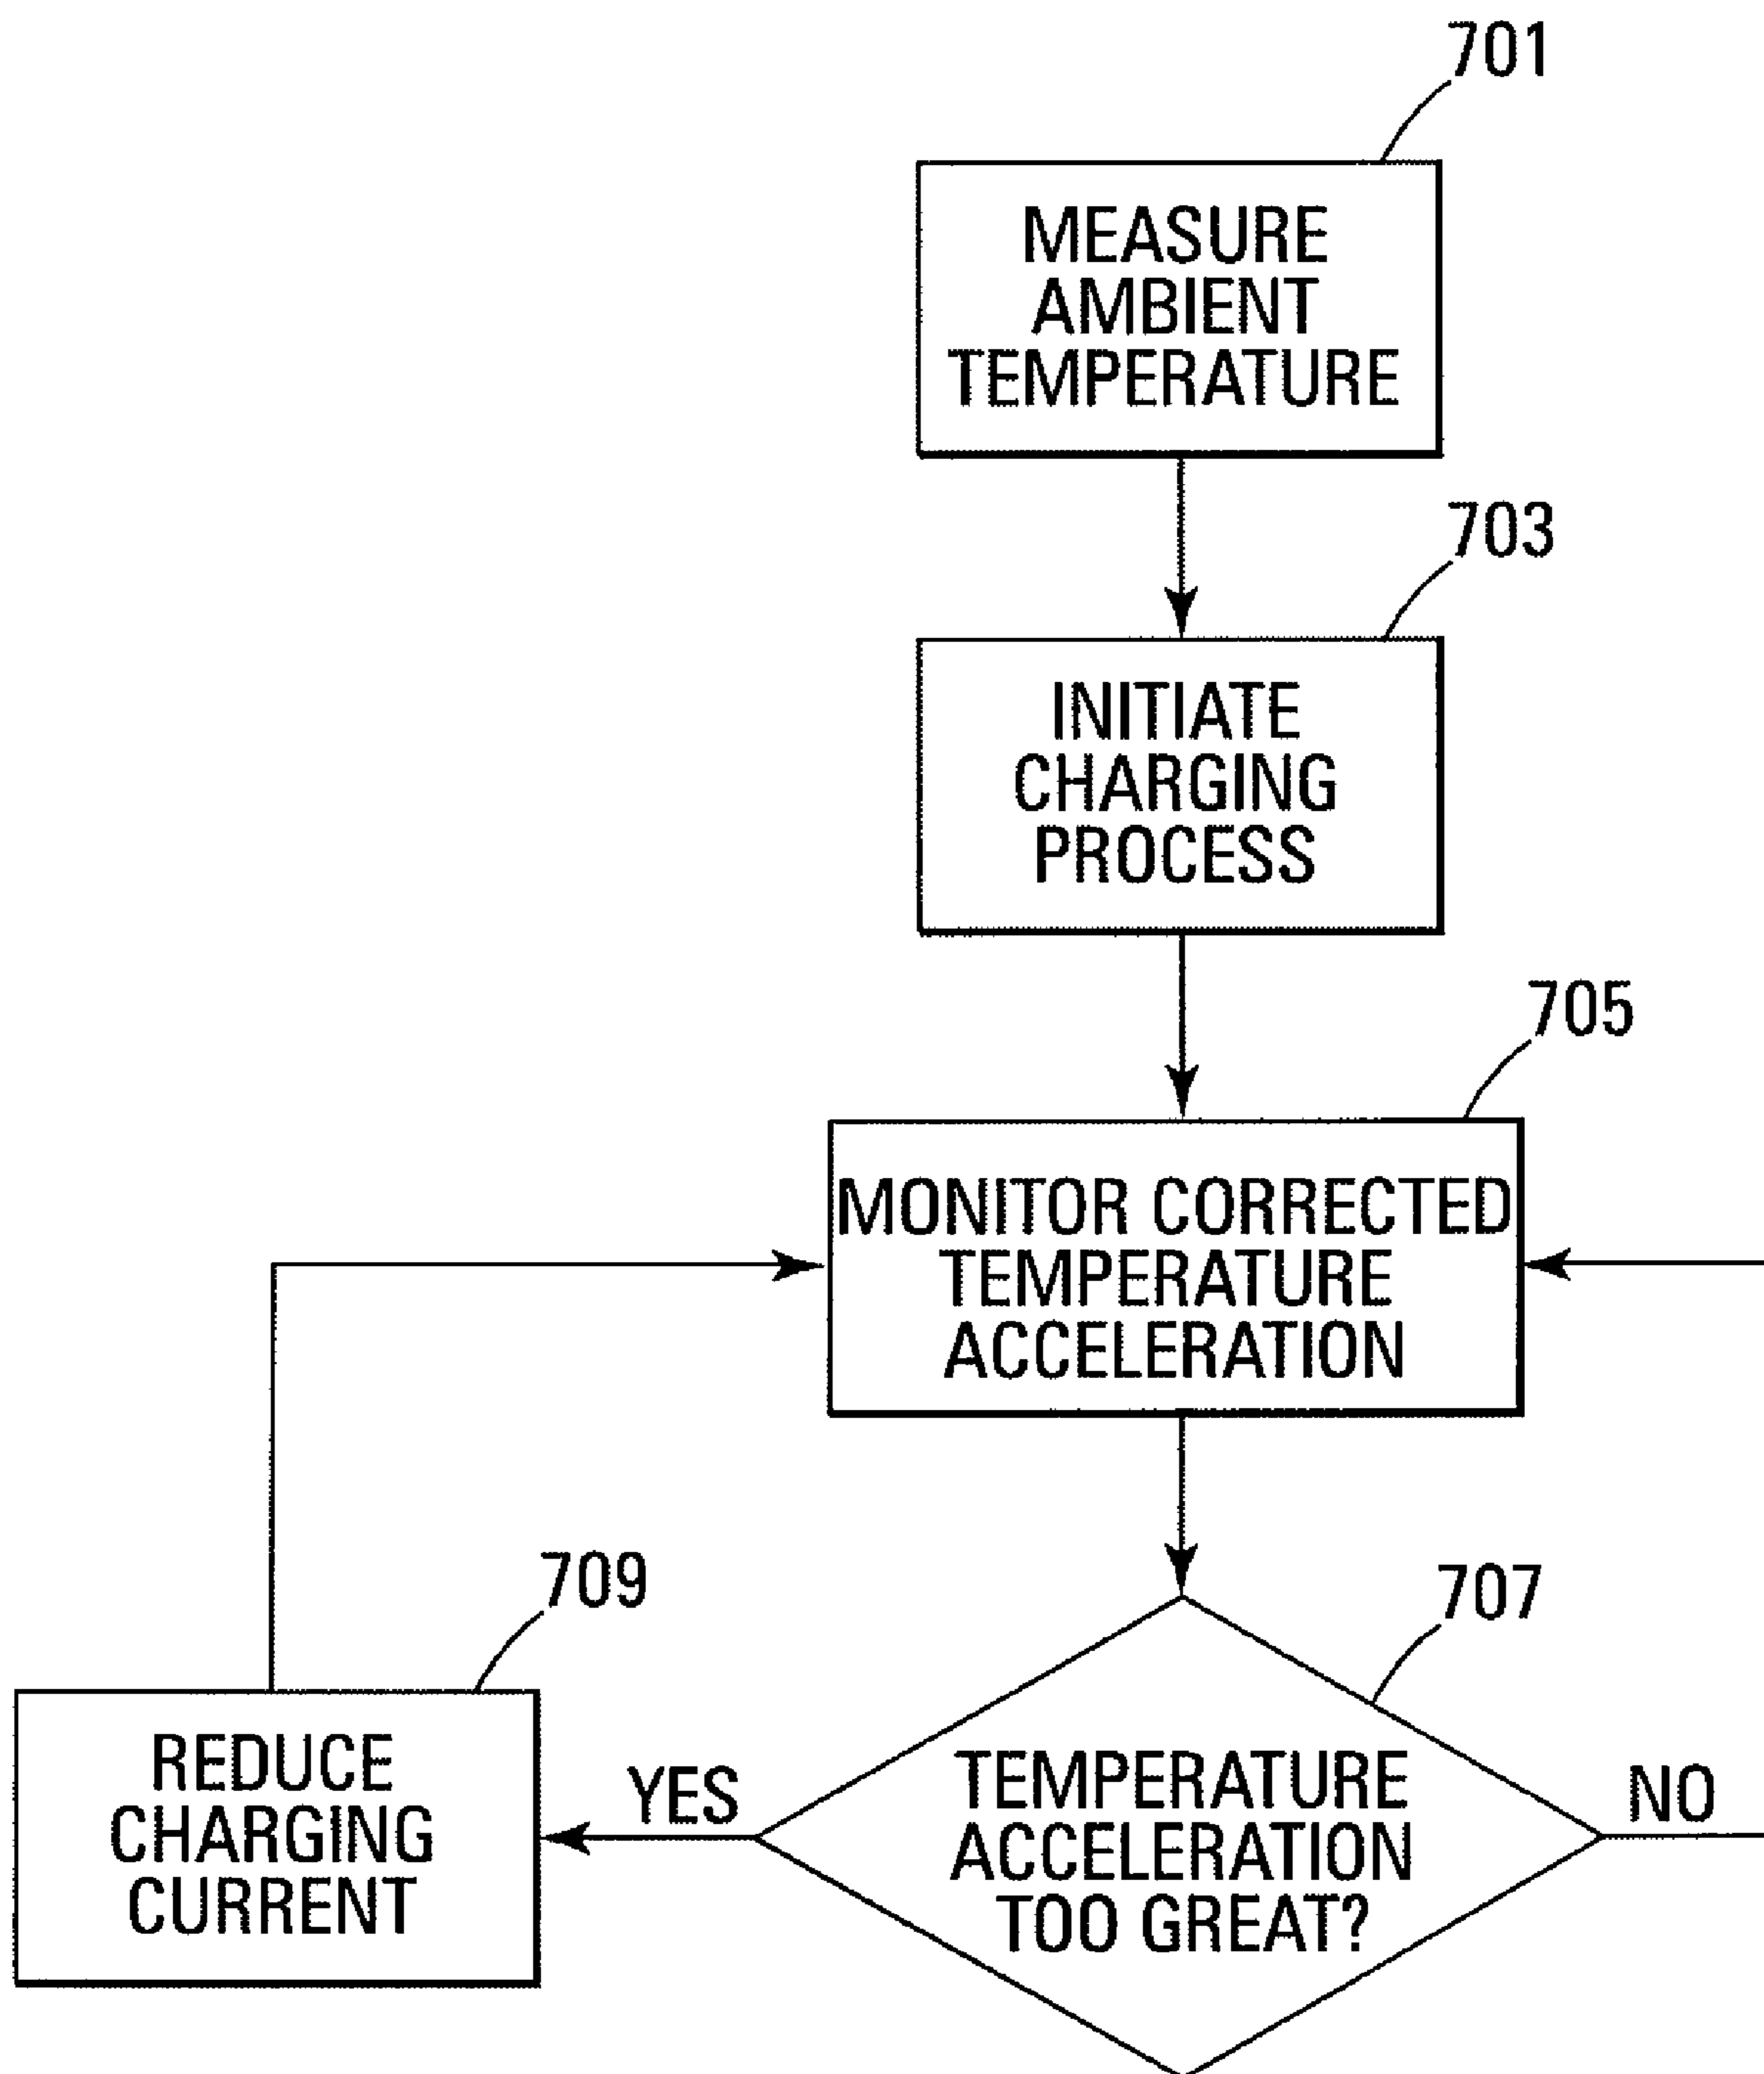 701
MEASURE
AMBIENT
TEMPERATURE
703
INITIATE
CHARGING
PROCESS
705
MONITOR CORRECTED
TEMPERATURE
ACCELERATION
709
707
REDUCE
CHARGING
CURRENT
YES
TEMPERATURE
ACCELERATION
TOO GREAT?
NO